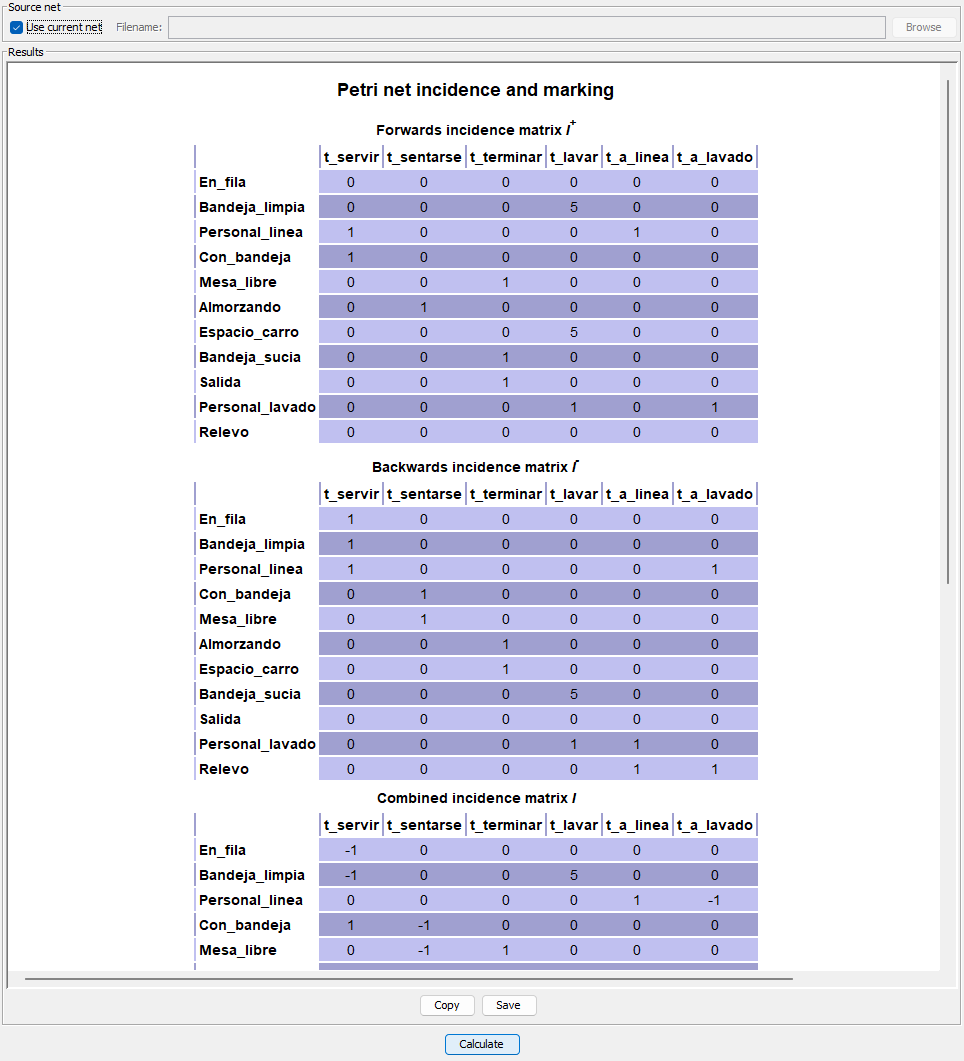 Source net
Use current net Filename: Browse
Results
Petri net incidence and marking
Forwards incidence matrix I+
t_servir t_sentarse t_terminar t_lavar t_a_linea t_a_lavado
En_fila 0 0 0 0 0 0
Bandeja_limpia 0 0 0 5 0 0
Personal_linea 1 0 0 0 1 0
Con_bandeja 1 0 0 0 0 0
Mesa_libre 0 0 1 0 0 0
Almorzando 0 1 0 0 0 0
Espacio_carro 0 0 0 5 0 0
Bandeja_sucia 0 0 1 0 0 0
Salida 0 0 1 0 0 0
Personal_lavado 0 0 0 1 0 1
Relevo 0 0 0 0 0 0
Backwards incidence matrix I-
t_servir t_sentarse t_terminar t_lavar t_a_linea t_a_lavado
En_fila 1 0 0 0 0 0
Bandeja_limpia 1 0 0 0 0 0
Personal_linea 1 0 0 0 0 1
Con_bandeja 0 1 0 0 0 0
Mesa_libre 0 1 0 0 0 0
Almorzando 0 0 1 0 0 0
Espacio_carro 0 0 1 0 0 0
Bandeja_sucia 0 0 0 5 0 0
Salida 0 0 0 0 0 0
Personal_lavado 0 0 0 1 1 0
Relevo 0 0 0 0 1 1
Combined incidence matrix I
t_servir t_sentarse t_terminar t_lavar t_a_linea t_a_lavado
En_fila -1 0 0 0 0 0
Bandeja_limpia -1 0 0 5 0 0
Personal_linea 0 0 0 0 1 -1
Con_bandeja 1 -1 0 0 0 0
Mesa_libre 0 -1 1 0 0 0
Copy Save
Calculate